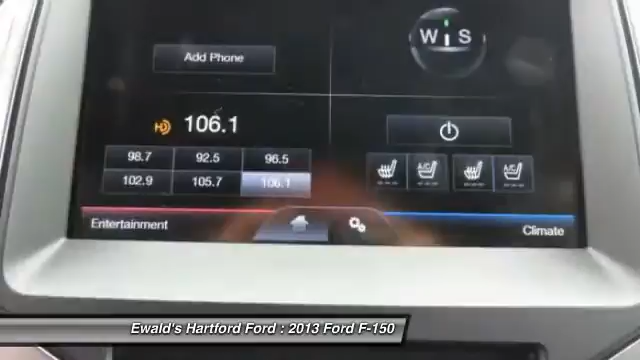 Add Phone
W S
HD 106.1
98.7 92.5 96.5
102.9 105.7 106.1
A/C A/C
Entertainment
Climate
Ewald's Hartford Ford : 2013 Ford F-150